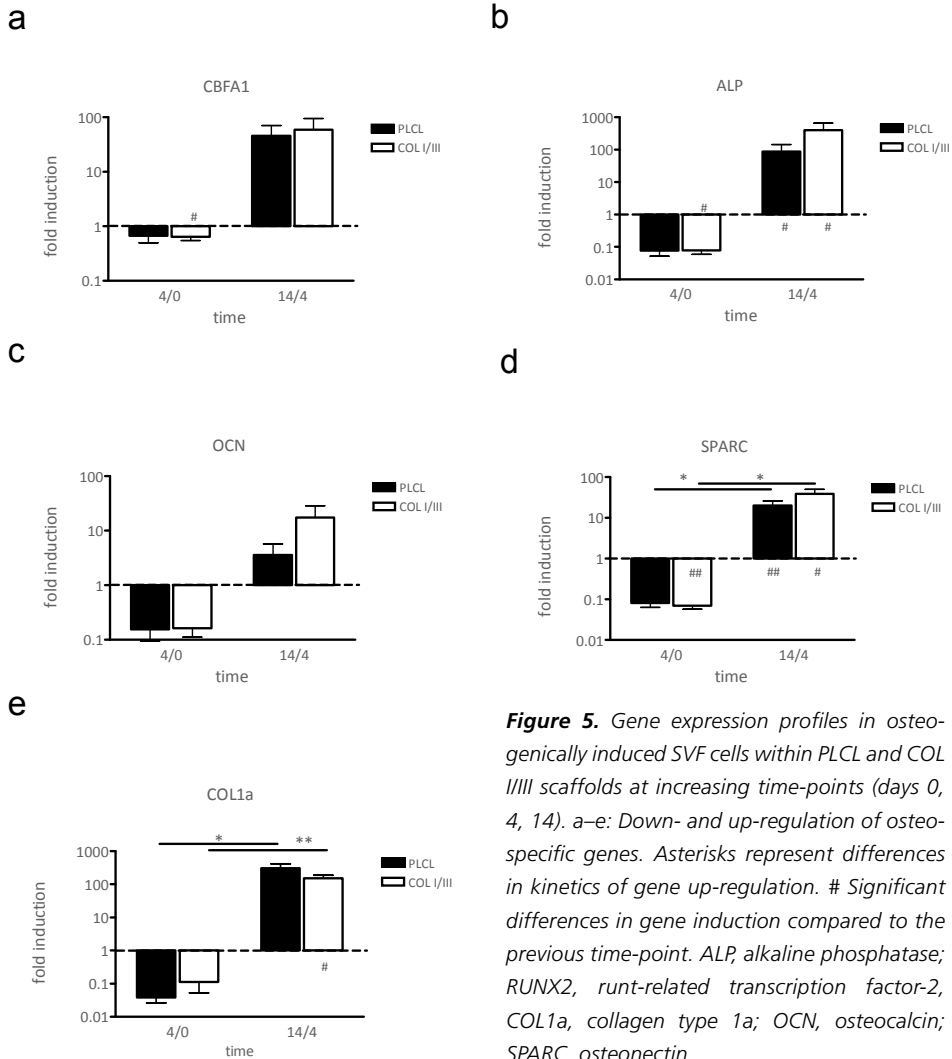 a
CBFA1
100
10
1
0.1
fold induction
#
4/0
14/4
time
PLCL
COL I/III
b
ALP
1000
100
10
1
0.1
0.01
fold induction
#
# #
4/0
14/4
time
PLCL
COL I/III
c
OCN
100
10
1
0.1
fold induction
4/0
14/4
time
PLCL
COL I/III
d
SPARC
100
10
1
0.1
0.01
fold induction
* *
## ## #
4/0
14/4
time
PLCL
COL I/III
e
COL1a
1000
100
10
1
0.1
0.01
fold induction
* **
#
4/0
14/4
time
PLCL
COL I/III
Figure 5. Gene expression profiles in osteo-
genically induced SVF cells within PLCL and COL
I/III scaffolds at increasing time-points (days 0,
4, 14). a–e: Down- and up-regulation of osteo-
specific genes. Asterisks represent differences
in kinetics of gene up-regulation. # Significant
differences in gene induction compared to the
previous time-point. ALP, alkaline phosphatase;
RUNX2, runt-related transcription factor-2,
COL1a, collagen type 1a; OCN, osteocalcin;
SPARC, osteonectin